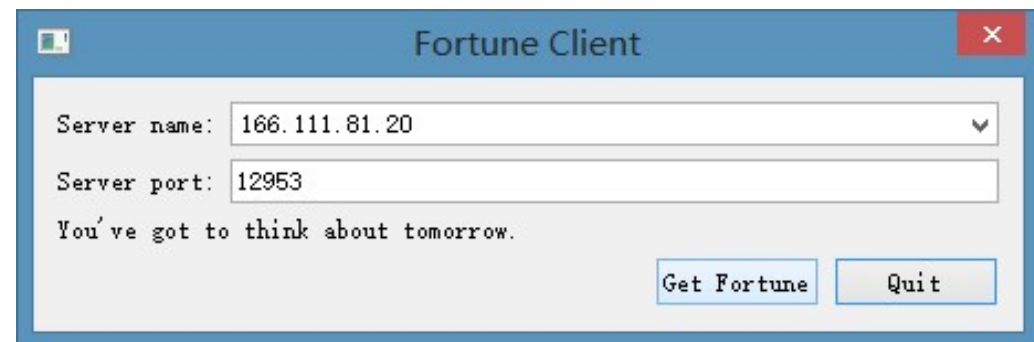 Fortune Client
Server name: 166.111.81.20
Server port: 12953
You've got to think about tomorrow.
Get Fortune Quit